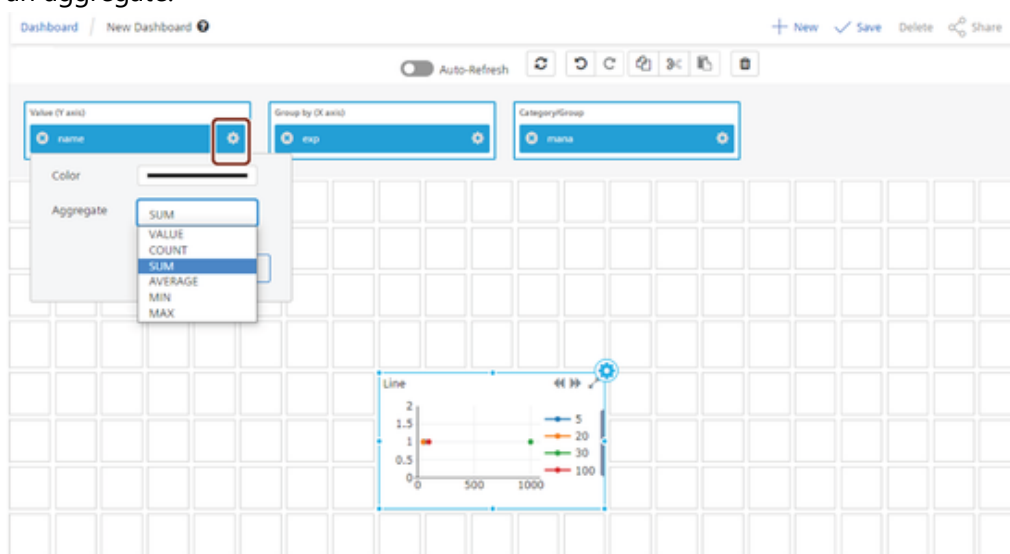 an aggregate.
Dashboard / New Dashboard ?
+ New Save Delete Share
Auto-Refresh
Value (Y axis) Group by (X axis) Category/Group
name exp mana
Color
Aggregate SUM
VALUE
COUNT
SUM
AVERAGE
MIN
MAX
Line
2
1.5
1
0.5
0
0 500 1000
5
20
30
100